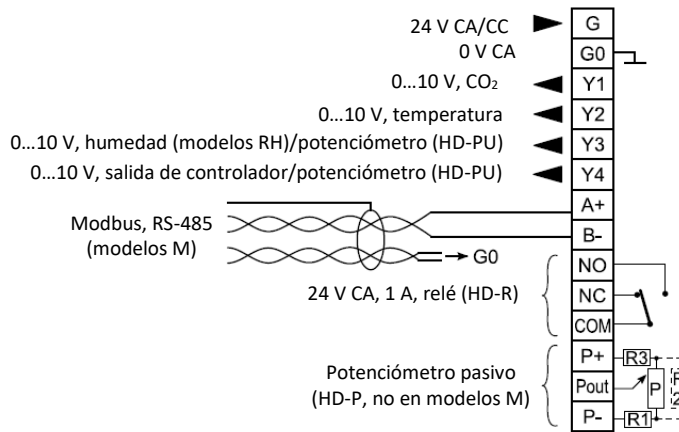 24 V CA/CC G
0 V CA G0
0...10 V, CO₂ Y1
0...10 V, temperatura Y2
0...10 V, humedad (modelos RH)/potenciómetro (HD-PU) Y3
0...10 V, salida de controlador/potenciómetro (HD-PU) Y4
A+
Modbus, RS-485
(modelos M)
B-
G0
NO
24 V CA, 1 A, relé (HD-R) NC
COM
P+ R3
Potenciómetro pasivo
(HD-P, no en modelos M)
Pout P
P- R1